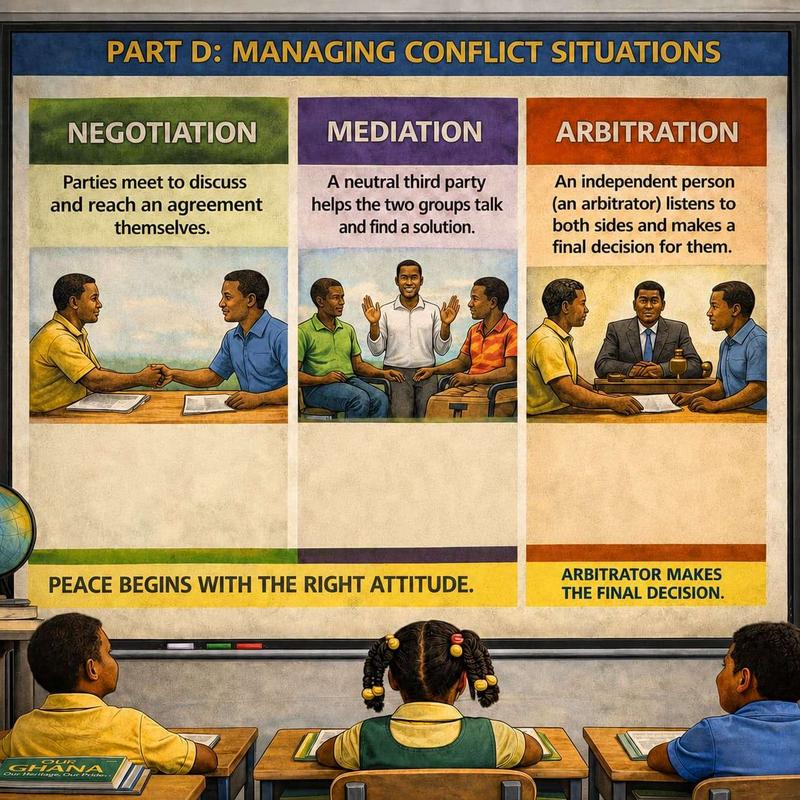 PART D: MANAGING CONFLICT SITUATIONS
NEGOTIATION
Parties meet to discuss
and reach an agreement
themselves.
MEDIATION
A neutral third party
helps the two groups talk
and find a solution.
ARBITRATION
An independent person
(an arbitrator) listens to
both sides and makes a
final decision for them.
PEACE BEGINS WITH THE RIGHT ATTITUDE.
ARBITRATOR MAKES
THE FINAL DECISION.
OUR
GHANA
Our Heritage, Our Pride